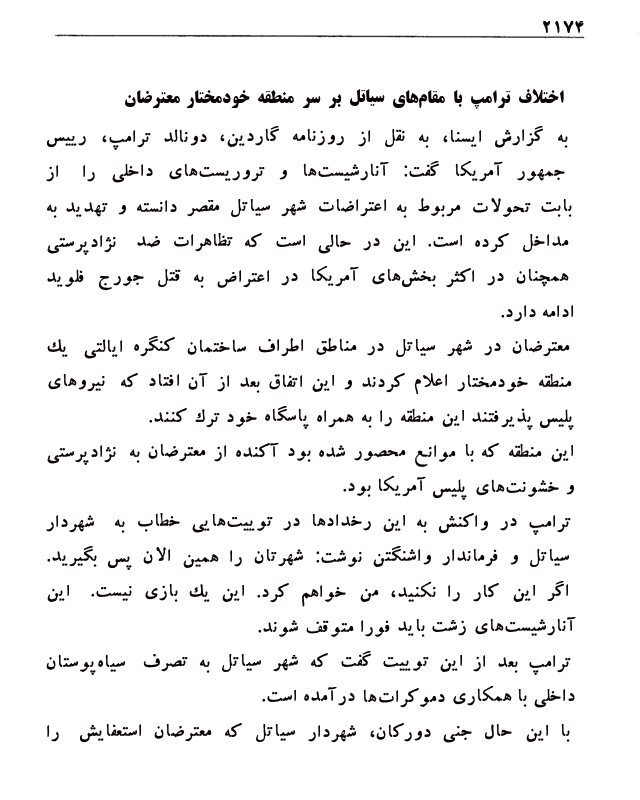 ۲۱۷۴
اختلاف ترامپ با مقام‌های سیاتل بر سر منطقه خودمختار معترضان
به گزارش ایسنا، به نقل از روزنامه گاردین، دونالد ترامپ، رییس
جمهور آمریکا گفت: آنارشیست‌ها و تروریست‌های داخلی را از
بابت تحولات مربوط به اعتراضات شهر سیاتل مقصر دانسته و تهدید به
مداخل کرده است. این در حالی است که تظاهرات ضد نژادپرستی
همچنان در اکثر بخش‌های آمریکا در اعتراض به قتل جورج فلوید
ادامه دارد.
معترضان در شهر سیاتل در مناطق اطراف ساختمان کنگره ایالتی یك
منطقه خودمختار اعلام کردند و این اتفاق بعد از آن افتاد که نیروهای
پلیس پذیرفتند این منطقه را به همراه پاسگاه خود ترك کنند.
این منطقه که با موانع محصور شده بود آکنده از معترضان به نژادپرستی
و خشونت‌های پلیس آمریکا بود.
ترامپ در واکنش به این رخدادها در توییت‌هایی خطاب به شهردار
سیاتل و فرماندار واشنگتن نوشت: شهرتان را همین الان پس بگیرید.
اگر این کار را نکنید، من خواهم کرد. این یك بازی نیست. این
آنارشیست‌های زشت باید فورا متوقف شوند.
ترامپ بعد از این توییت گفت که شهر سیاتل به تصرف سیاه‌پوستان
داخلی با همکاری دموکرات‌ها درآمده است.
با این حال جنی دورکان، شهردار سیاتل که معترضان استعفایش را